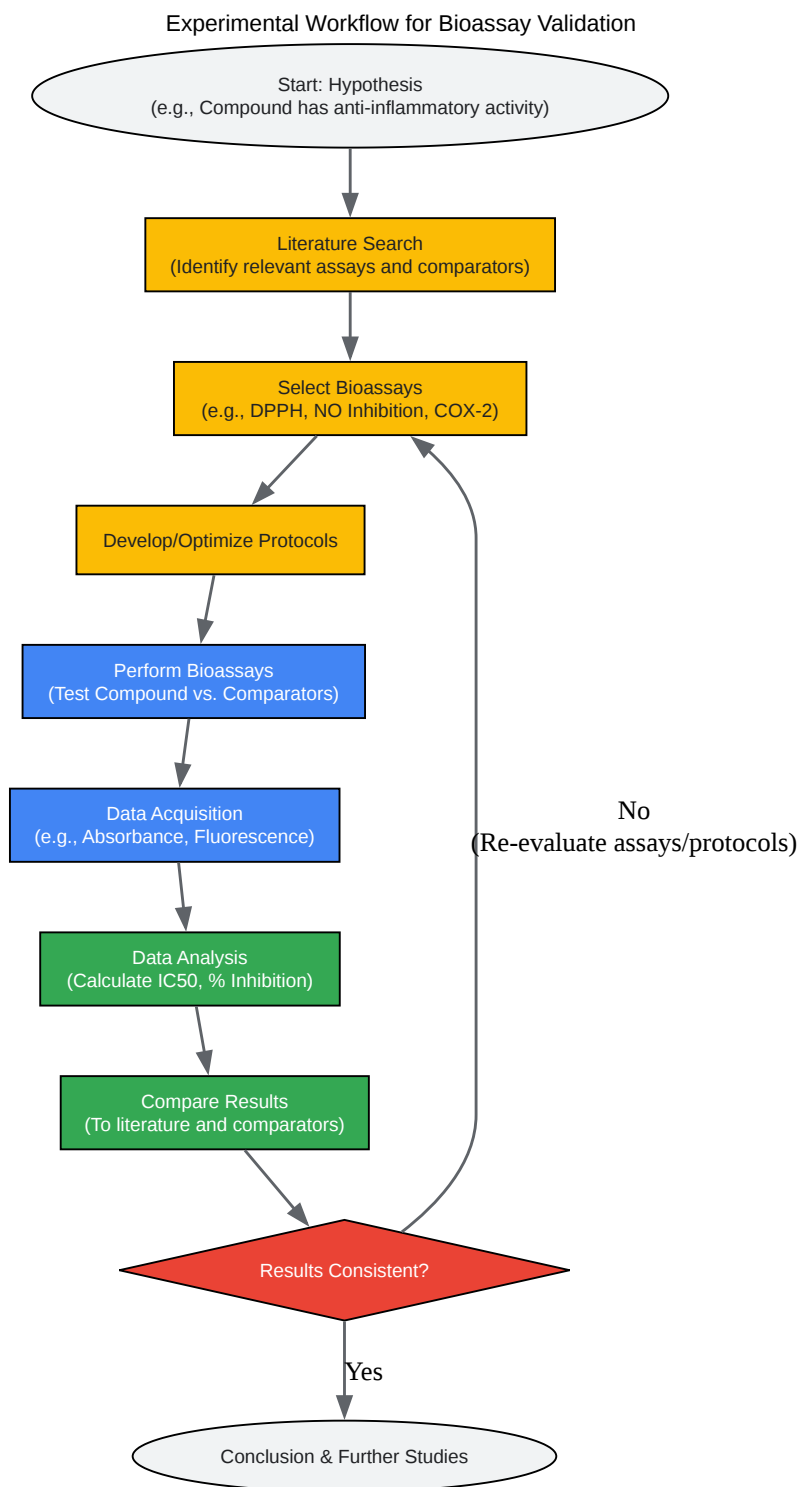 Experimental Workflow for Bioassay Validation
Start: Hypothesis
(e.g., Compound has anti-inflammatory activity)
Literature Search
(Identify relevant assays and comparators)
Select Bioassays
(e.g., DPPH, NO Inhibition, COX-2)
Develop/Optimize Protocols
Perform Bioassays
(Test Compound vs. Comparators)
Data Acquisition
(e.g., Absorbance, Fluorescence)
No
(Re-evaluate assays/protocols)
Data Analysis
(Calculate IC50, % Inhibition)
Compare Results
(To literature and comparators)
Results Consistent?
Yes
Conclusion & Further Studies